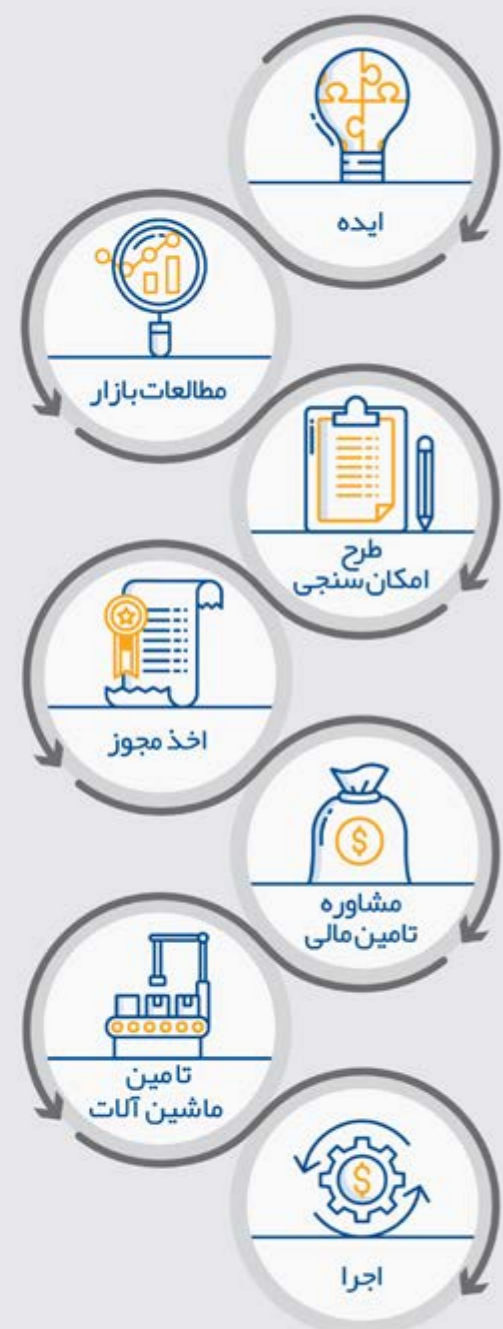 ایده
مطالعات بازار
طرح
امکان سنجی
اخذ مجوز
مشاوره
تامین مالی
تامین
ماشین آلات
اجرا